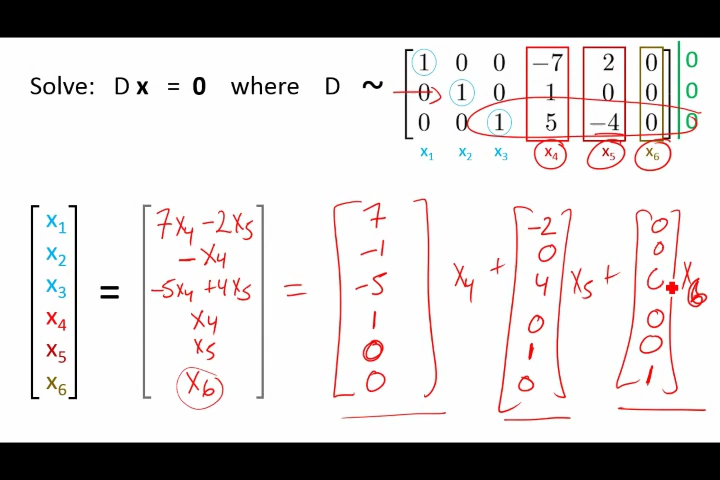 Solve: D x = 0 where D ~
1 0 0 −7 2 0 0
0 1 0 1 0 0 0
0 0 1 5 −4 0 0
x1 x2 x3 x4 x5 x6
x1
x2
x3
x4
x5
x6
=
7x4 -2x5
-x4
-5x4 +4x5
x4
x5
x6
=
7
-1
-5
1
0
0
x4 +
-2
0
4
0
1
0
x5 +
0
0
0
0
0
1
x6